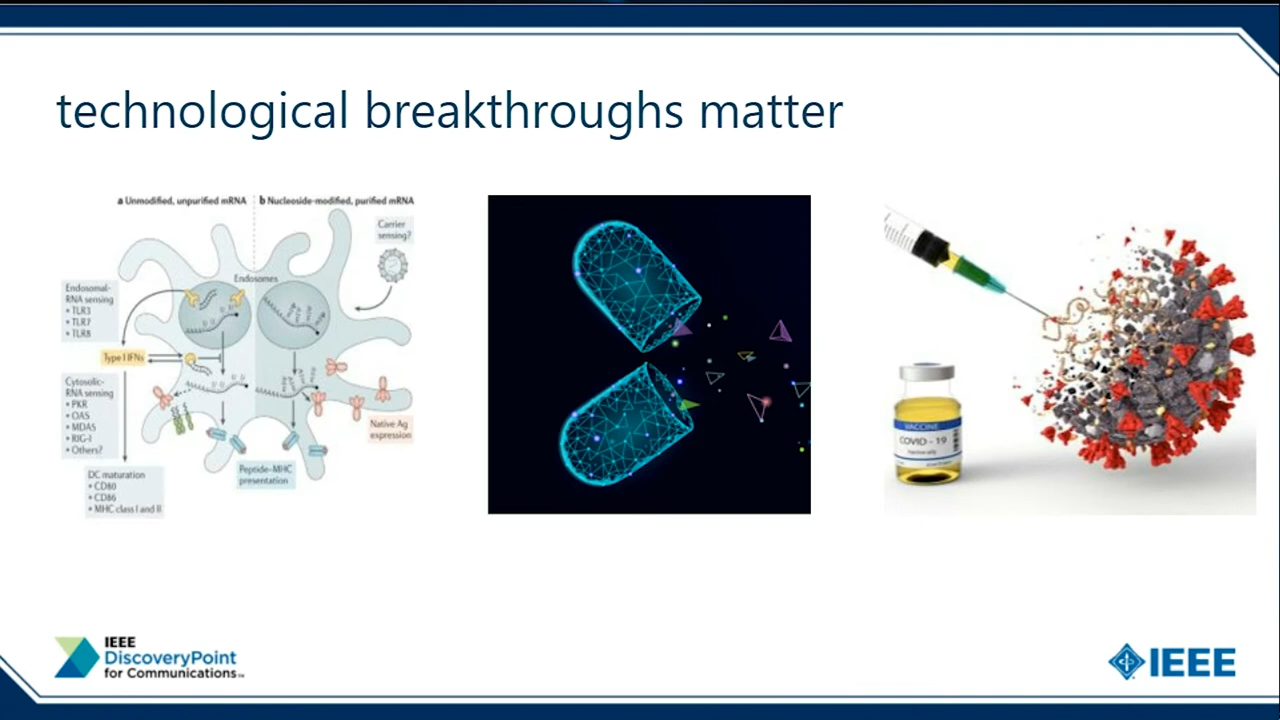 technological breakthroughs matter
a Unmodified, unpurified mRNA
b Nucleoside-modified, purified mRNA
Carrier
sensing?
Endosomes
Endosomal-
RNA sensing
• TLR3
• TLR7
• TLR8
Type I IFNs
Cytosolic-
RNA sensing
• PKR
• OAS
• MDA5
• RIG-I
• Others?
Native Ag
expression
Peptide–MHC
presentation
DC maturation
• CD80
• CD86
• MHC class I and II
VACCINE
COVID - 19
IEEE
DiscoveryPoint
for Communications™
IEEE